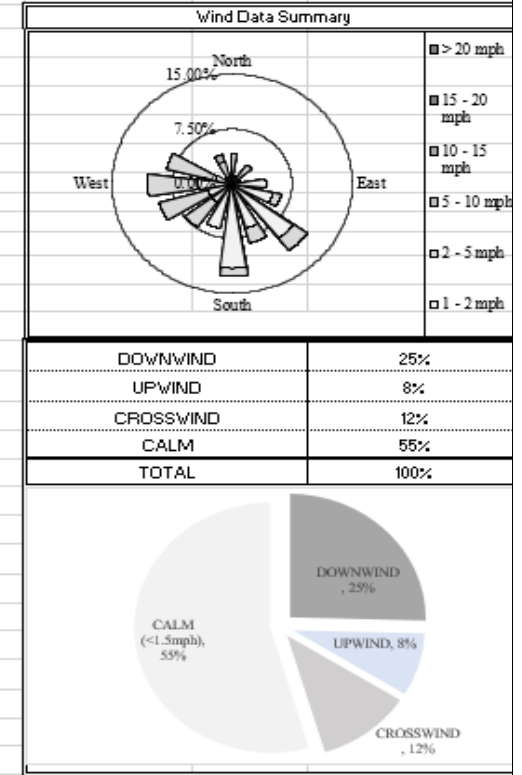 Wind Data Summary
North
15.00%
7.50%
West
0.00%
East
South
> 20 mph
15 - 20
mph
10 - 15
mph
5 - 10 mph
2 - 5 mph
1 - 2 mph
DOWNWIND 25%
UPWIND 8%
CROSSWIND 12%
CALM 55%
TOTAL 100%
DOWNWIND
, 25%
CALM
(<1.5mph),
55%
UPWIND, 8%
CROSSWIND
, 12%